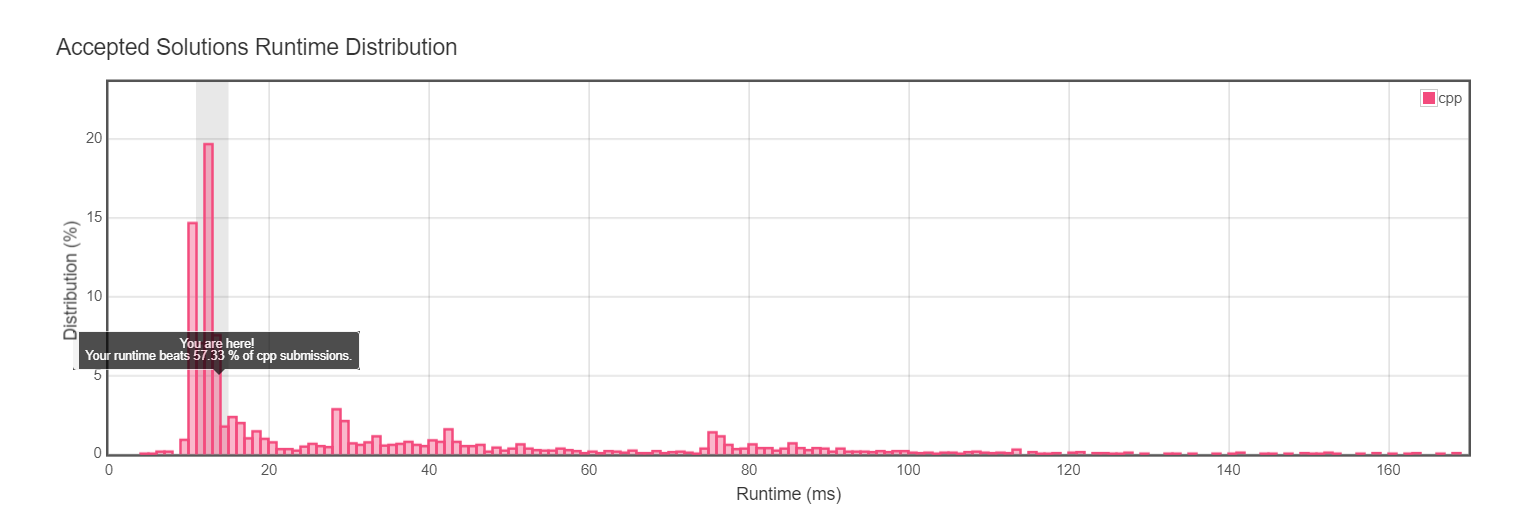 Accepted Solutions Runtime Distribution
cpp
20
15
10
5
0
Distribution (%)
You are here!
Your runtime beats 57.33 % of cpp submissions.
0 20 40 60 80 100 120 140 160
Runtime (ms)